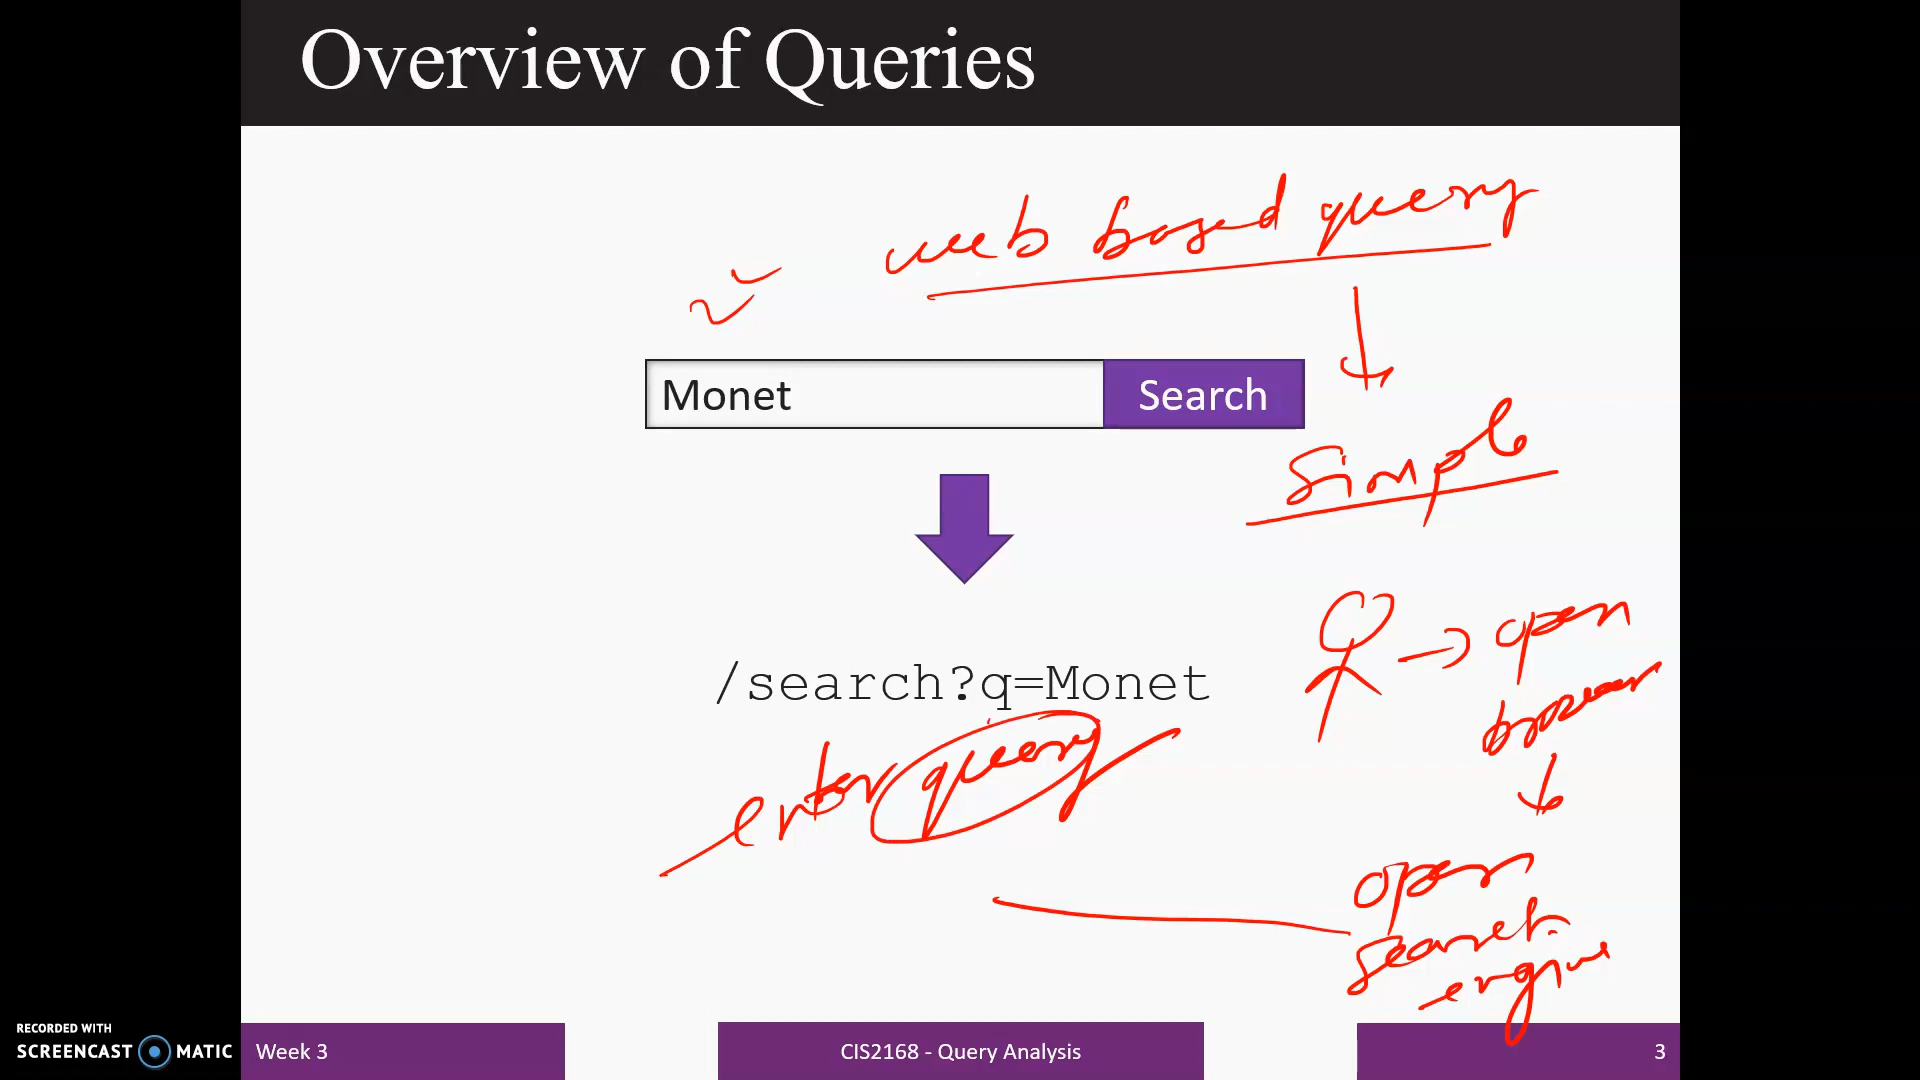 Overview of Queries
web based query
Monet
Search
simple
open
browser
/search?q=Monet
enter query
open
search
engine
RECORDED WITH
SCREENCAST MATIC
Week 3
CIS2168 - Query Analysis
3